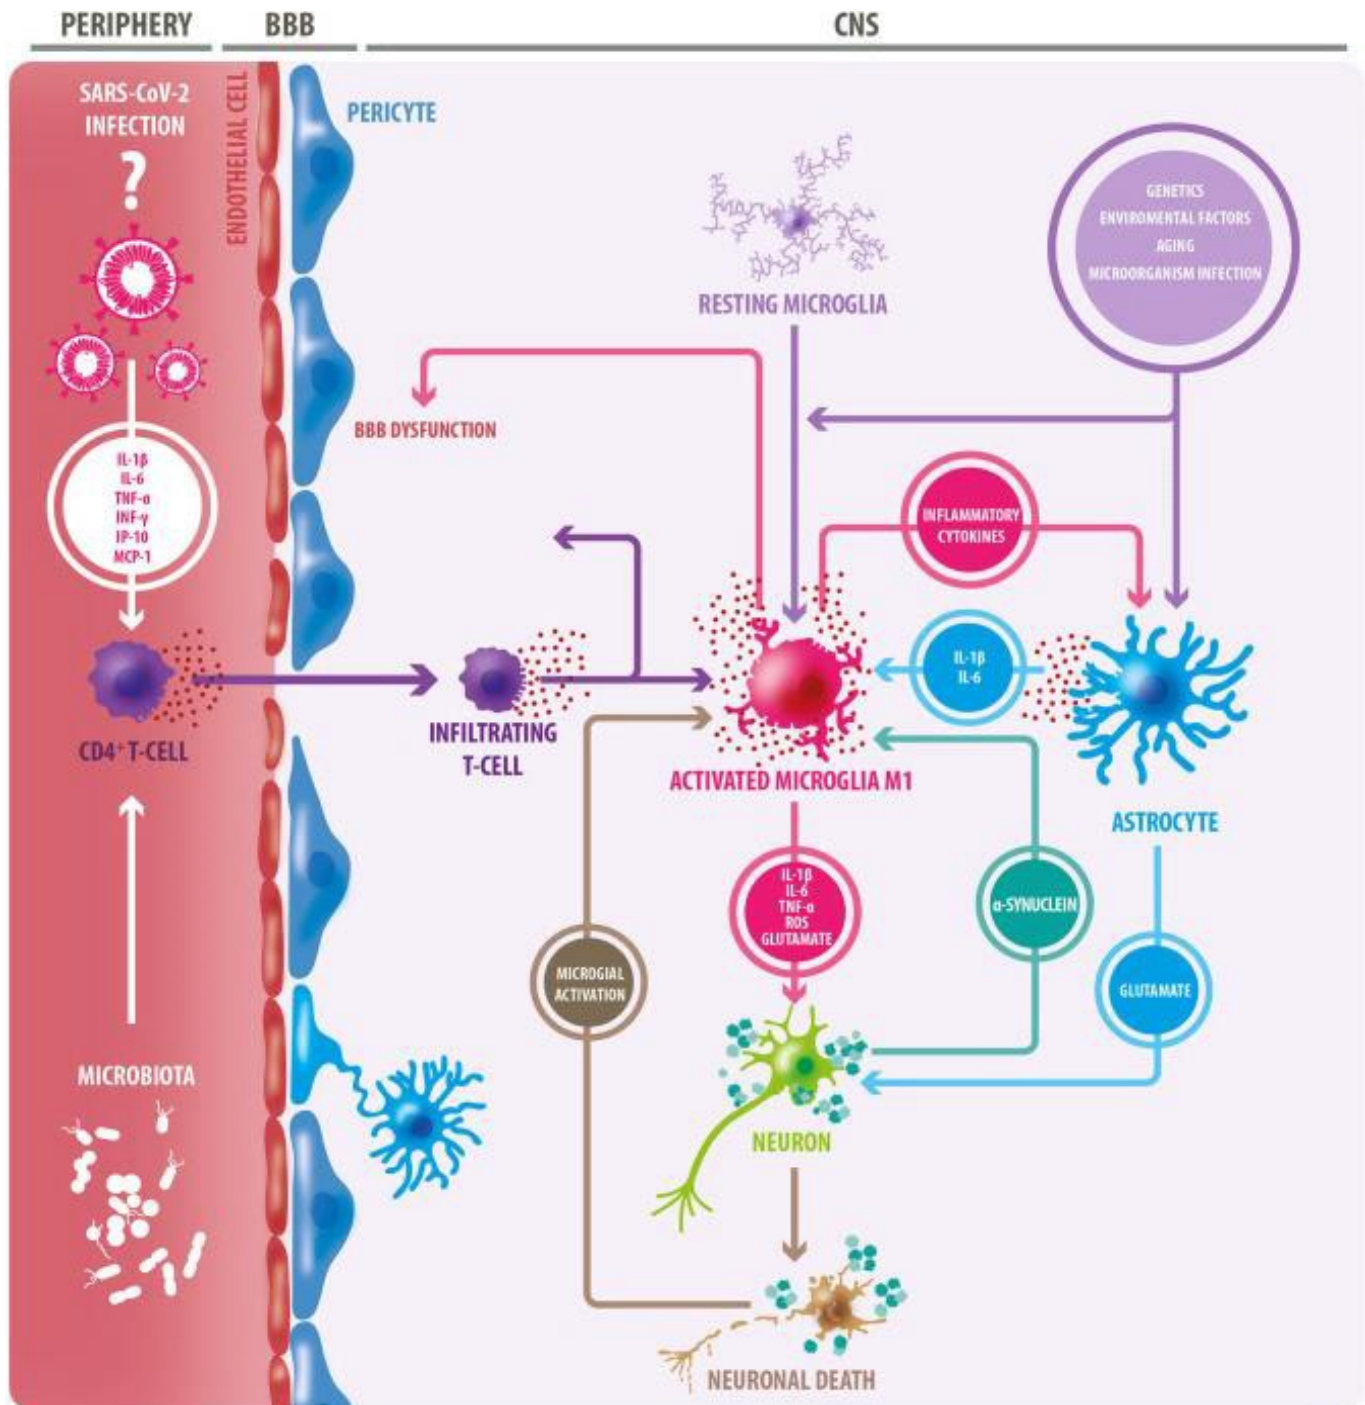 PERIPHERY
BBB
CNS
SARS-CoV-2
INFECTION
?
ENDOTHELIAL CELL
PERICYTE
RESTING MICROGLIA
GENETICS
ENVIROMENTAL FACTORS
AGING
MICROORGANISM INFECTION
BBB DYSFUNCTION
IL-1β
IL-6
TNF-α
INF-γ
IP-10
MCP-1
INFLAMMATORY
CYTOKINES
IL-1β
IL-6
CD4⁺ T-CELL
INFILTRATING
T-CELL
ACTIVATED MICROGLIA M1
ASTROCYTE
IL-1β
IL-6
TNF-α
ROS
GLUTAMATE
α-SYNUCLEIN
MICROGIAL
ACTIVATION
GLUTAMATE
MICROBIOTA
NEURON
NEURONAL DEATH